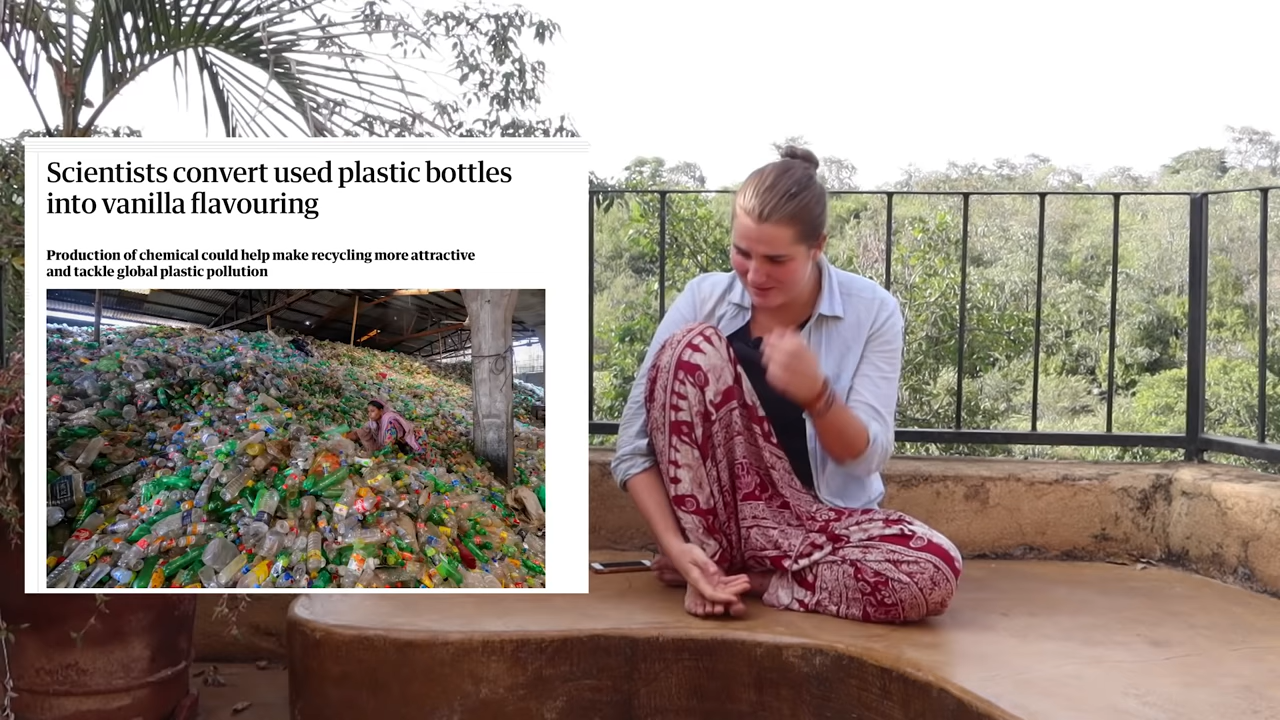 Scientists convert used plastic bottles
into vanilla flavouring
Production of chemical could help make recycling more attractive
and tackle global plastic pollution